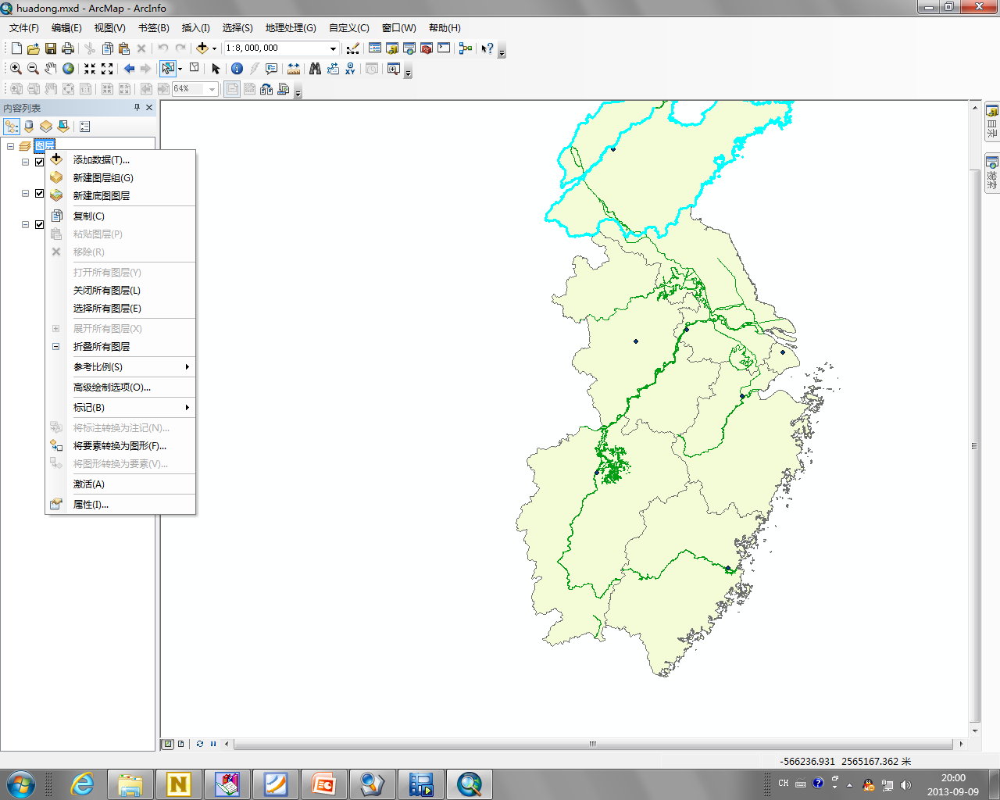 huadong.mxd - ArcMap - ArcInfo
文件(F) 编辑(E) 视图(V) 书签(B) 插入(I) 选择(S) 地理处理(G) 自定义(C) 窗口(W) 帮助(H)
1:8,000,000
64%
内容列表
图层
添加数据(T)...
新建图层组(G)
新建底图图层
复制(C)
粘贴图层(P)
移除(R)
打开所有图层(Y)
关闭所有图层(L)
选择所有图层(E)
展开所有图层(X)
折叠所有图层
参考比例(S)
高级绘制选项(O)...
标记(B)
将标注转换为注记(N)...
将要素转换为图形(F)...
将图形转换为要素(V)...
激活(A)
属性(I)...
目录
搜索
-566236.931 2565167.362 米
CH
20:00
2013-09-09